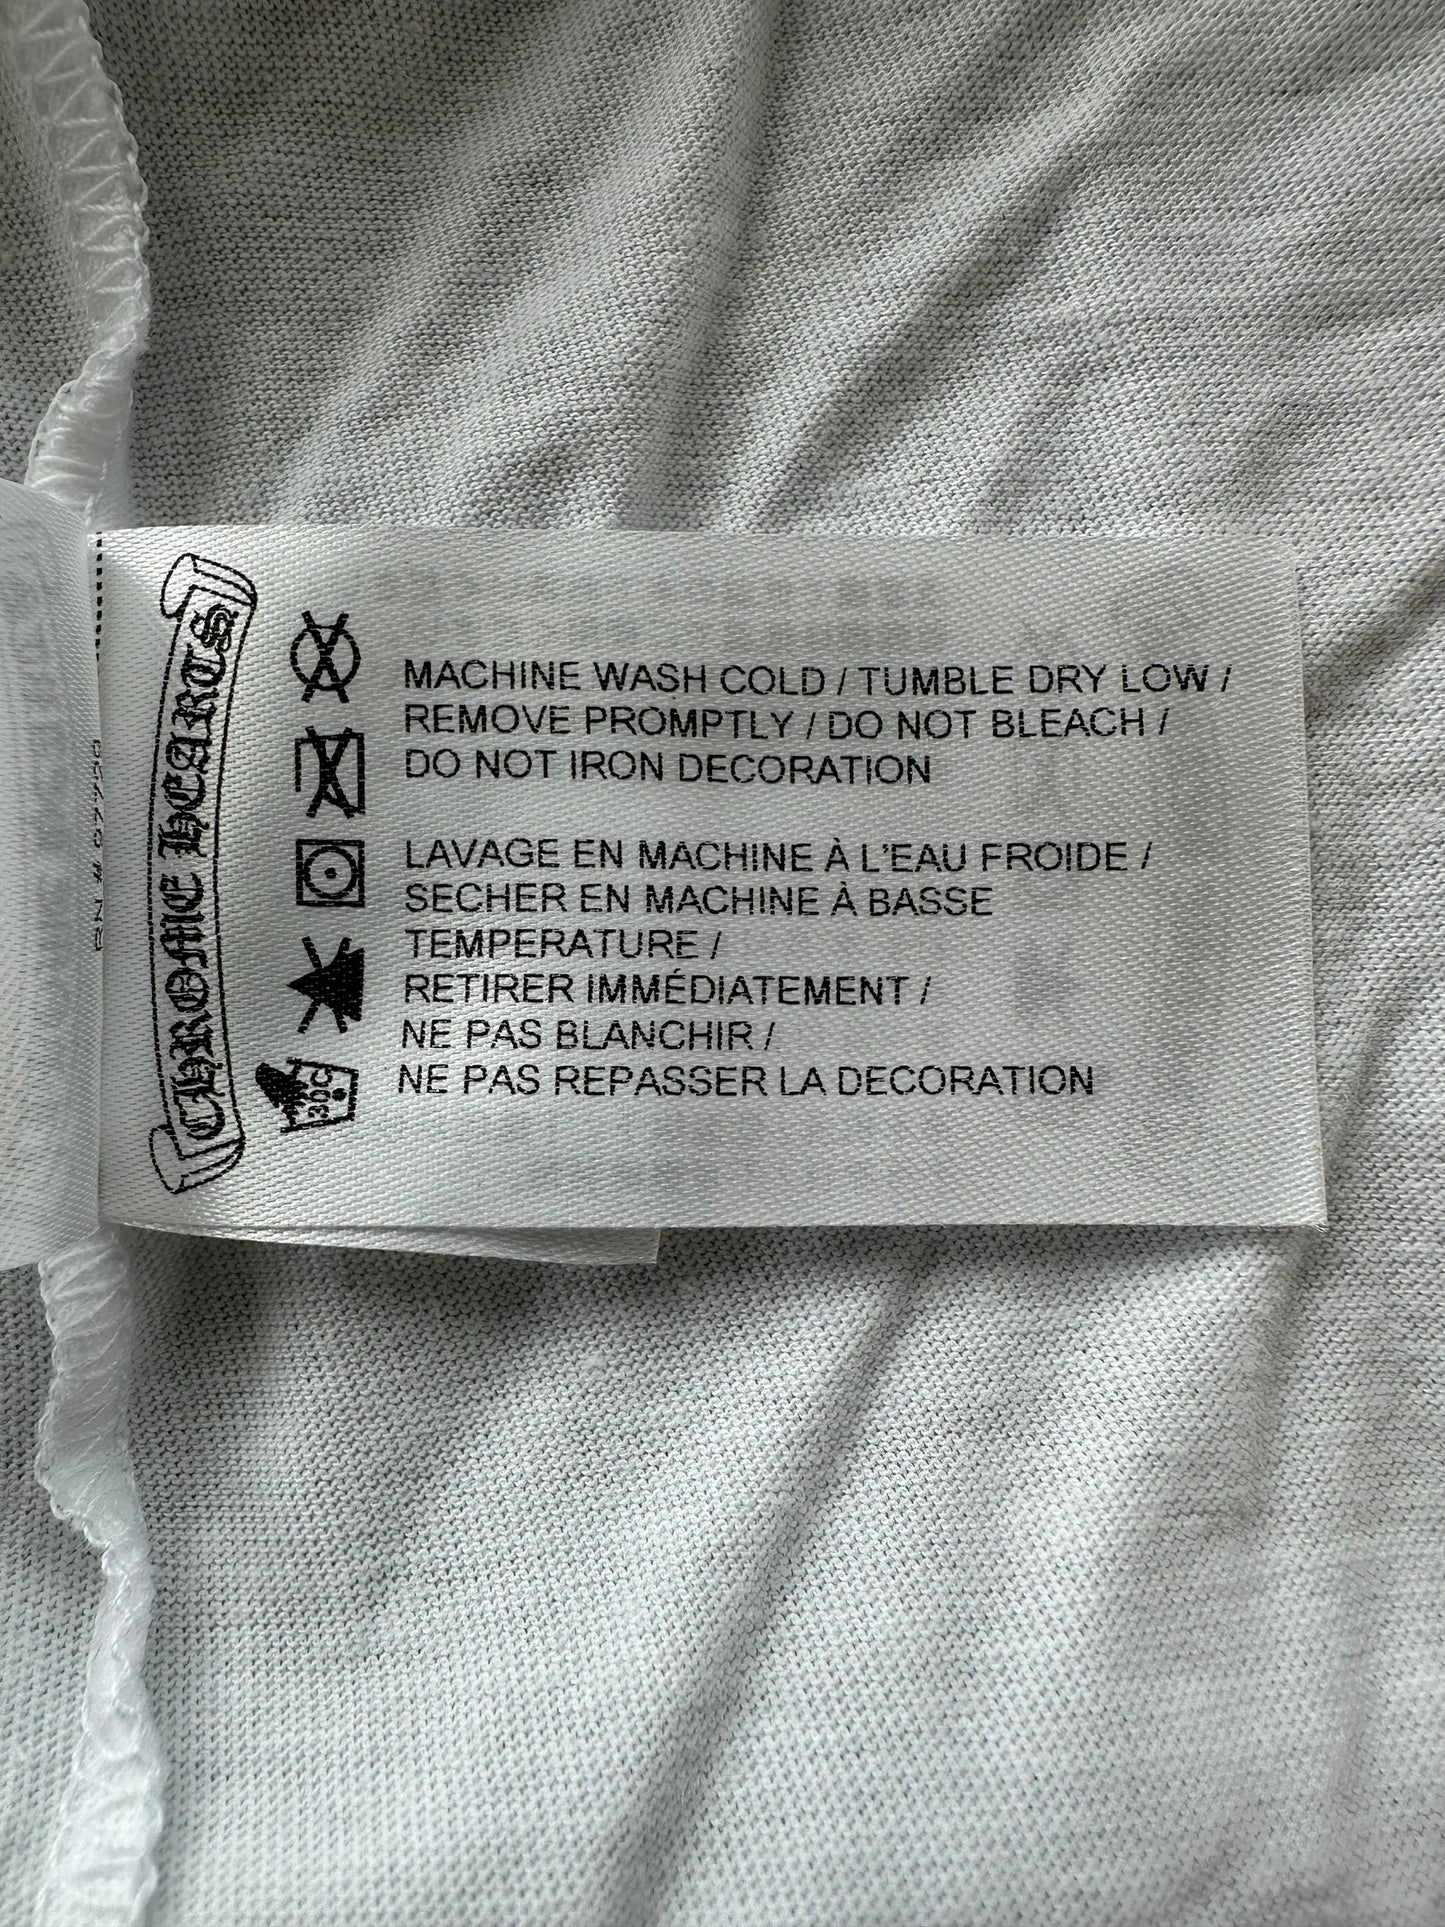 CHROME HEARTS
MACHINE WASH COLD / TUMBLE DRY LOW /
REMOVE PROMPTLY / DO NOT BLEACH /
DO NOT IRON DECORATION
LAVAGE EN MACHINE À L'EAU FROIDE /
SECHER EN MACHINE À BASSE
TEMPERATURE /
RETIRER IMMÉDIATEMENT /
NE PAS BLANCHIR /
NE PAS REPASSER LA DECORATION
30C
RN #